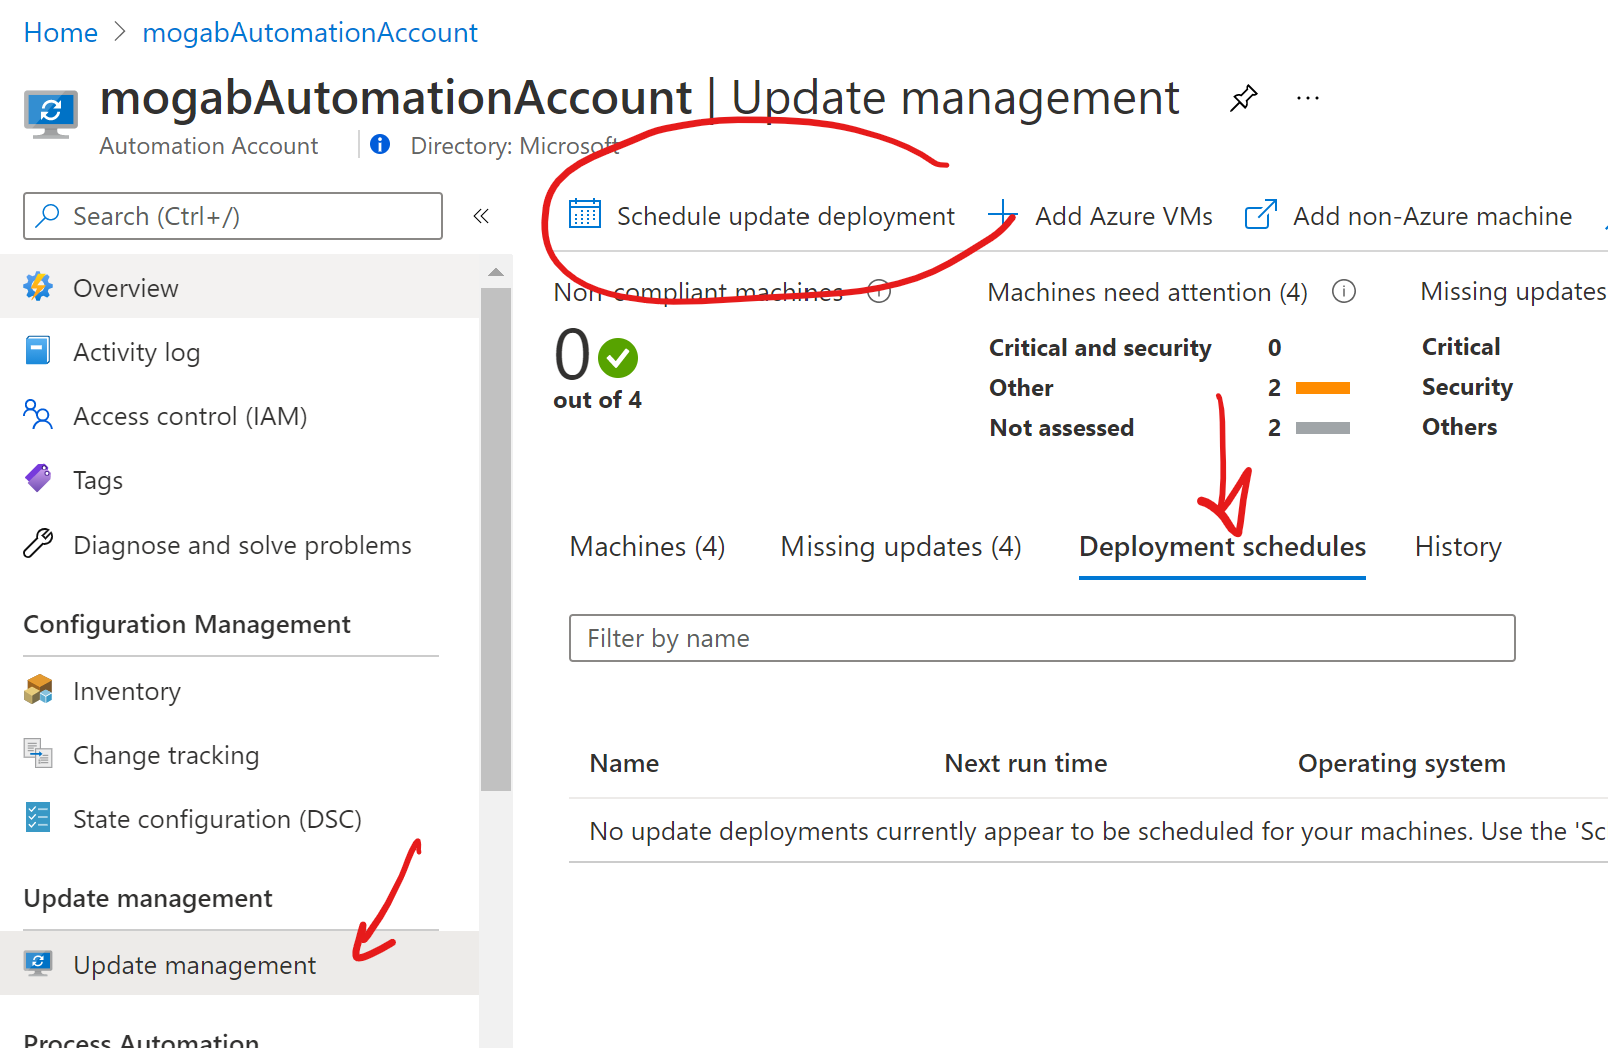 Home > mogabAutomationAccount
mogabAutomationAccount | Update management
Automation Account
Directory: Microsoft
Search (Ctrl+/)
«
Overview
Activity log
Access control (IAM)
Tags
Diagnose and solve problems
Configuration Management
Inventory
Change tracking
State configuration (DSC)
Update management
Update management
Process Automation
Schedule update deployment
Add Azure VMs
Add non-Azure machine
Non-compliant machines
0
out of 4
Machines need attention (4)
Critical and security 0
Other 2
Not assessed 2
Missing updates
Critical
Security
Others
Machines (4) Missing updates (4) Deployment schedules History
Filter by name
Name Next run time Operating system
No update deployments currently appear to be scheduled for your machines. Use the 'Sc